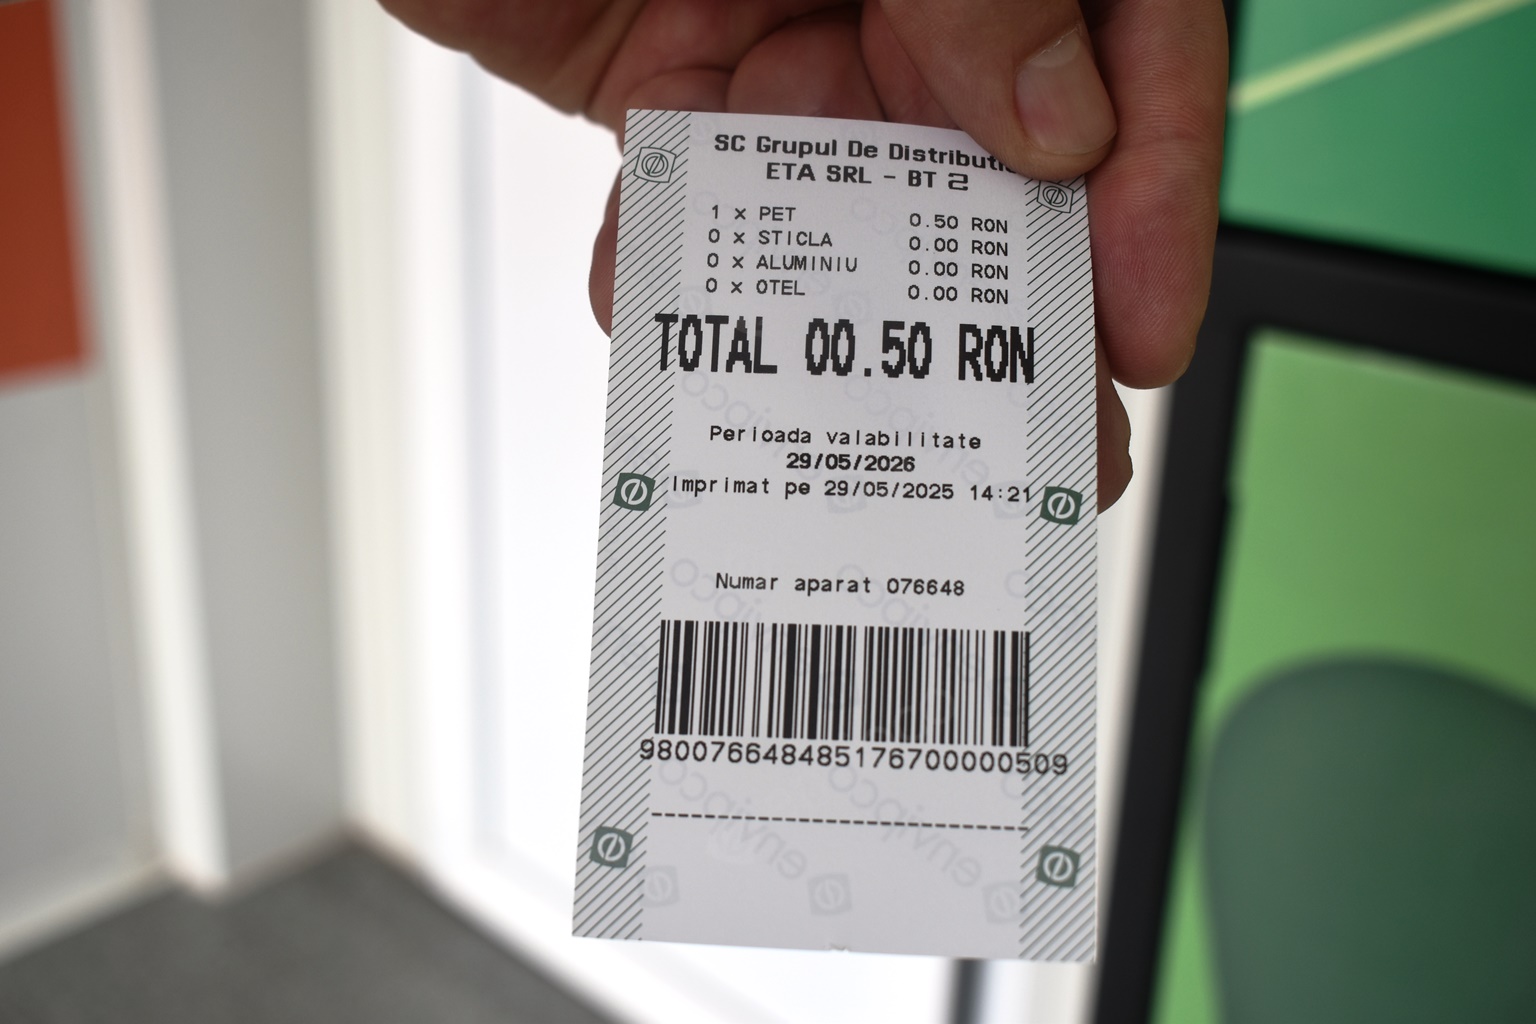 SC Grupul De Distributie
ETA SRL - BT 2
1 x PET 0.50 RON
0 x STICLA 0.00 RON
0 x ALUMINIU 0.00 RON
0 x OTEL 0.00 RON
TOTAL 00.50 RON
Perioada valabilitate
29/05/2026
Imprimat pe 29/05/2025 14:21
Numar aparat 076648
980076648485176700000509